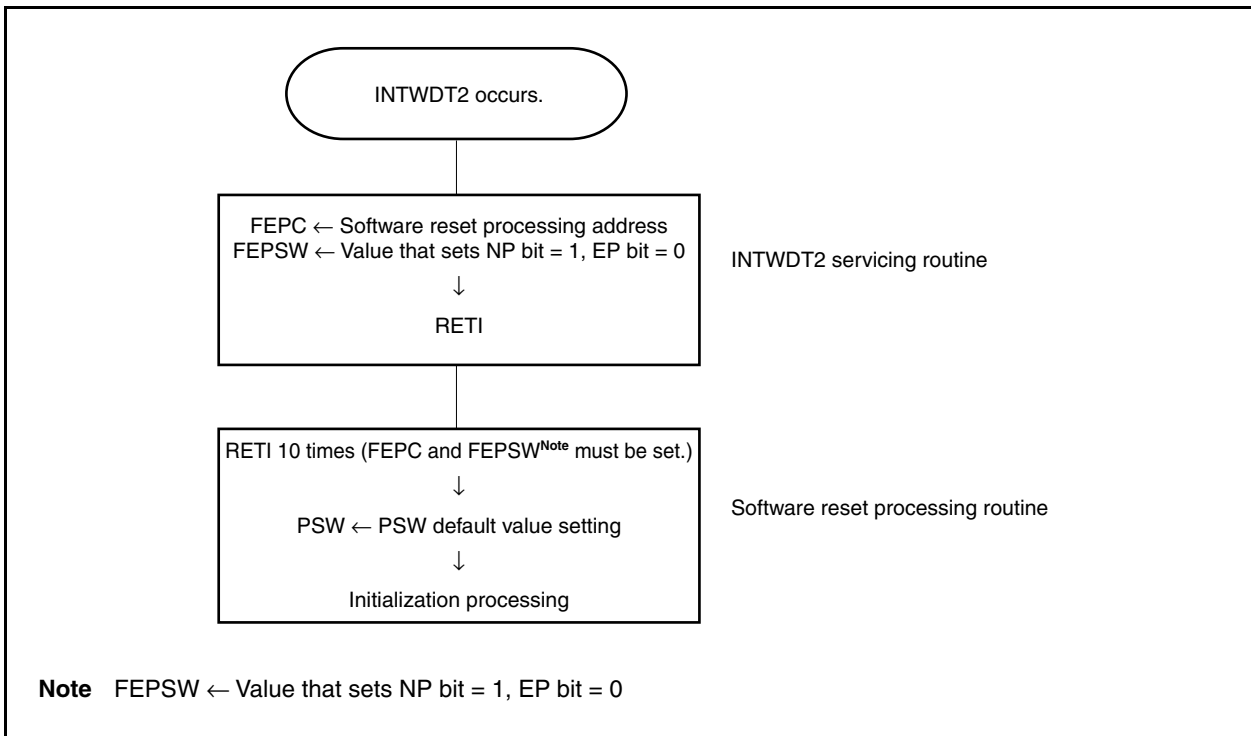 INTWDT2 occurs.
FEPC ← Software reset processing address
FEPSW ← Value that sets NP bit = 1, EP bit = 0
↓
RETI
INTWDT2 servicing routine
RETI 10 times (FEPC and FEPSWNote must be set.)
↓
PSW ← PSW default value setting
↓
Initialization processing
Software reset processing routine
Note FEPSW ← Value that sets NP bit = 1, EP bit = 0